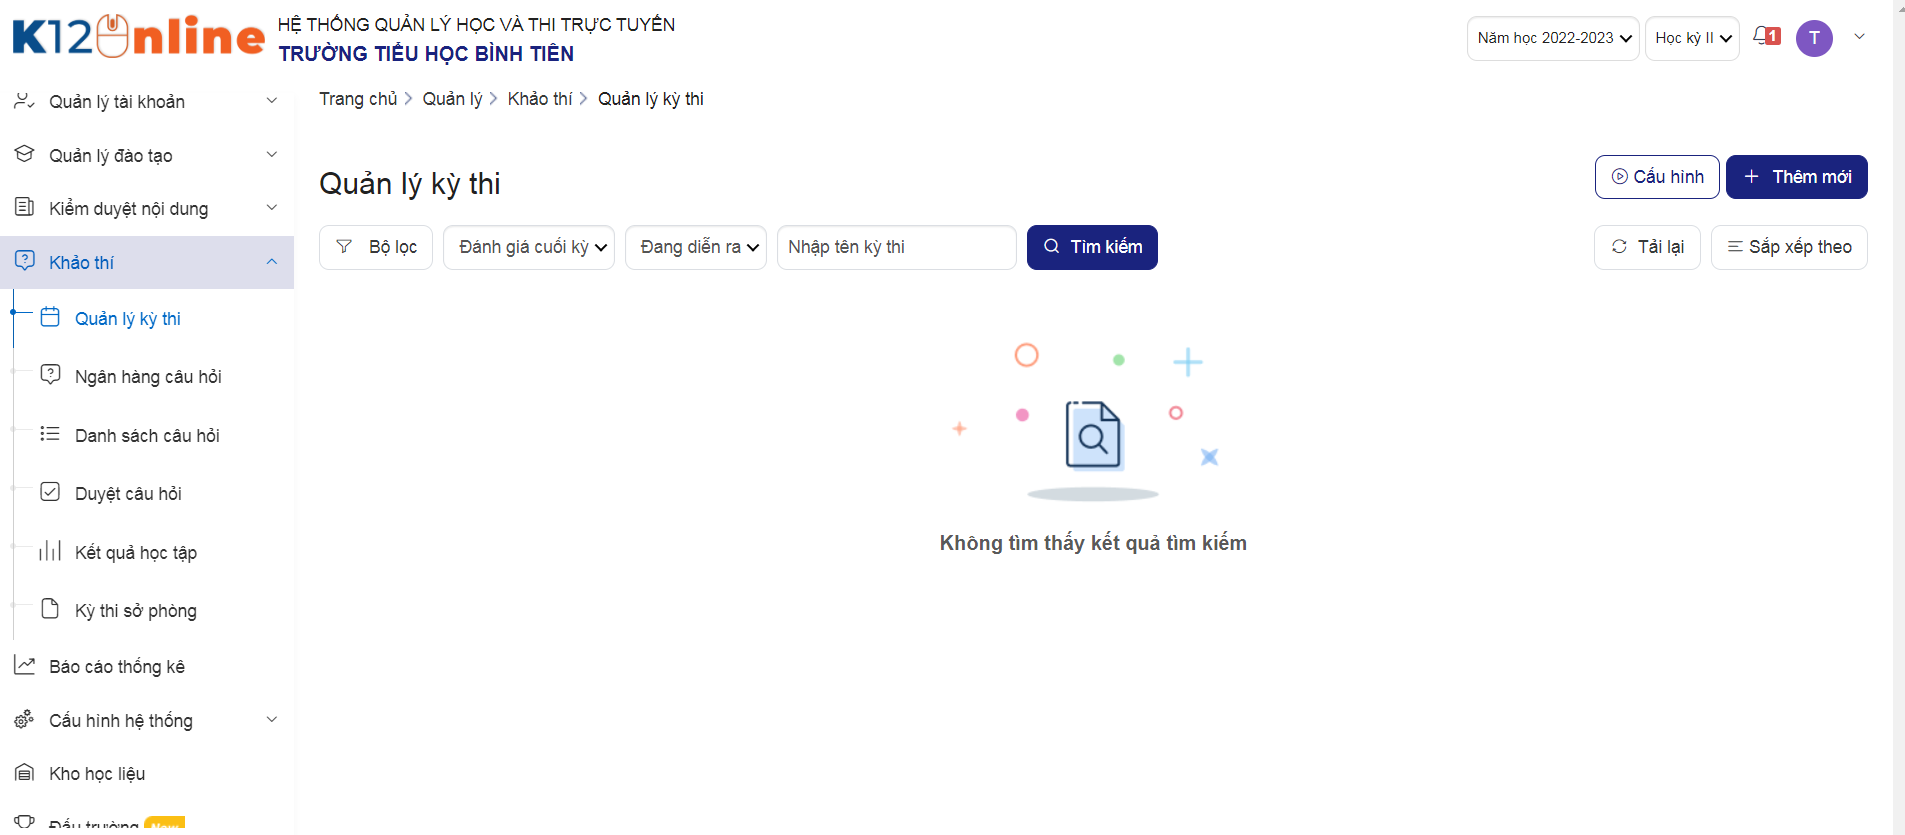 K12Online
HỆ THỐNG QUẢN LÝ HỌC VÀ THI TRỰC TUYẾN
TRƯỜNG TIỂU HỌC BÌNH TIÊN
Năm học 2022-2023
Học kỳ II
1
T
Quản lý tài khoản
Quản lý đào tạo
Kiểm duyệt nội dung
Khảo thí
Quản lý kỳ thi
Ngân hàng câu hỏi
Danh sách câu hỏi
Duyệt câu hỏi
Kết quả học tập
Kỳ thi sở phòng
Báo cáo thống kê
Cấu hình hệ thống
Kho học liệu
Đấu trường New
Trang chủ > Quản lý > Khảo thí > Quản lý kỳ thi
Quản lý kỳ thi
Cấu hình
+ Thêm mới
Bộ lọc
Đánh giá cuối kỳ
Đang diễn ra
Nhập tên kỳ thi
Tìm kiếm
Tải lại
Sắp xếp theo
Không tìm thấy kết quả tìm kiếm